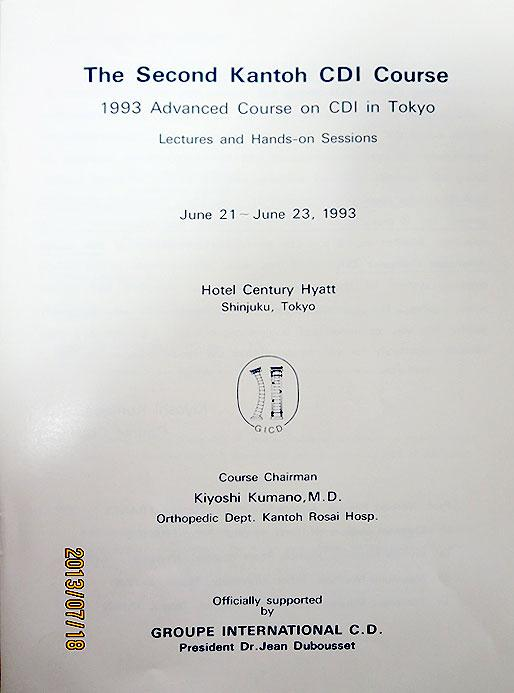 The Second Kantoh CDI Course
1993 Advanced Course on CDI in Tokyo
Lectures and Hands-on Sessions
June 21~June 23, 1993
Hotel Century Hyatt
Shinjuku, Tokyo
GICD
Course Chairman
Kiyoshi Kumano,M.D.
Orthopedic Dept. Kantoh Rosai Hosp.
Officially supported
by
GROUPE INTERNATIONAL C.D.
President Dr.Jean Dubousset
2013/07/18